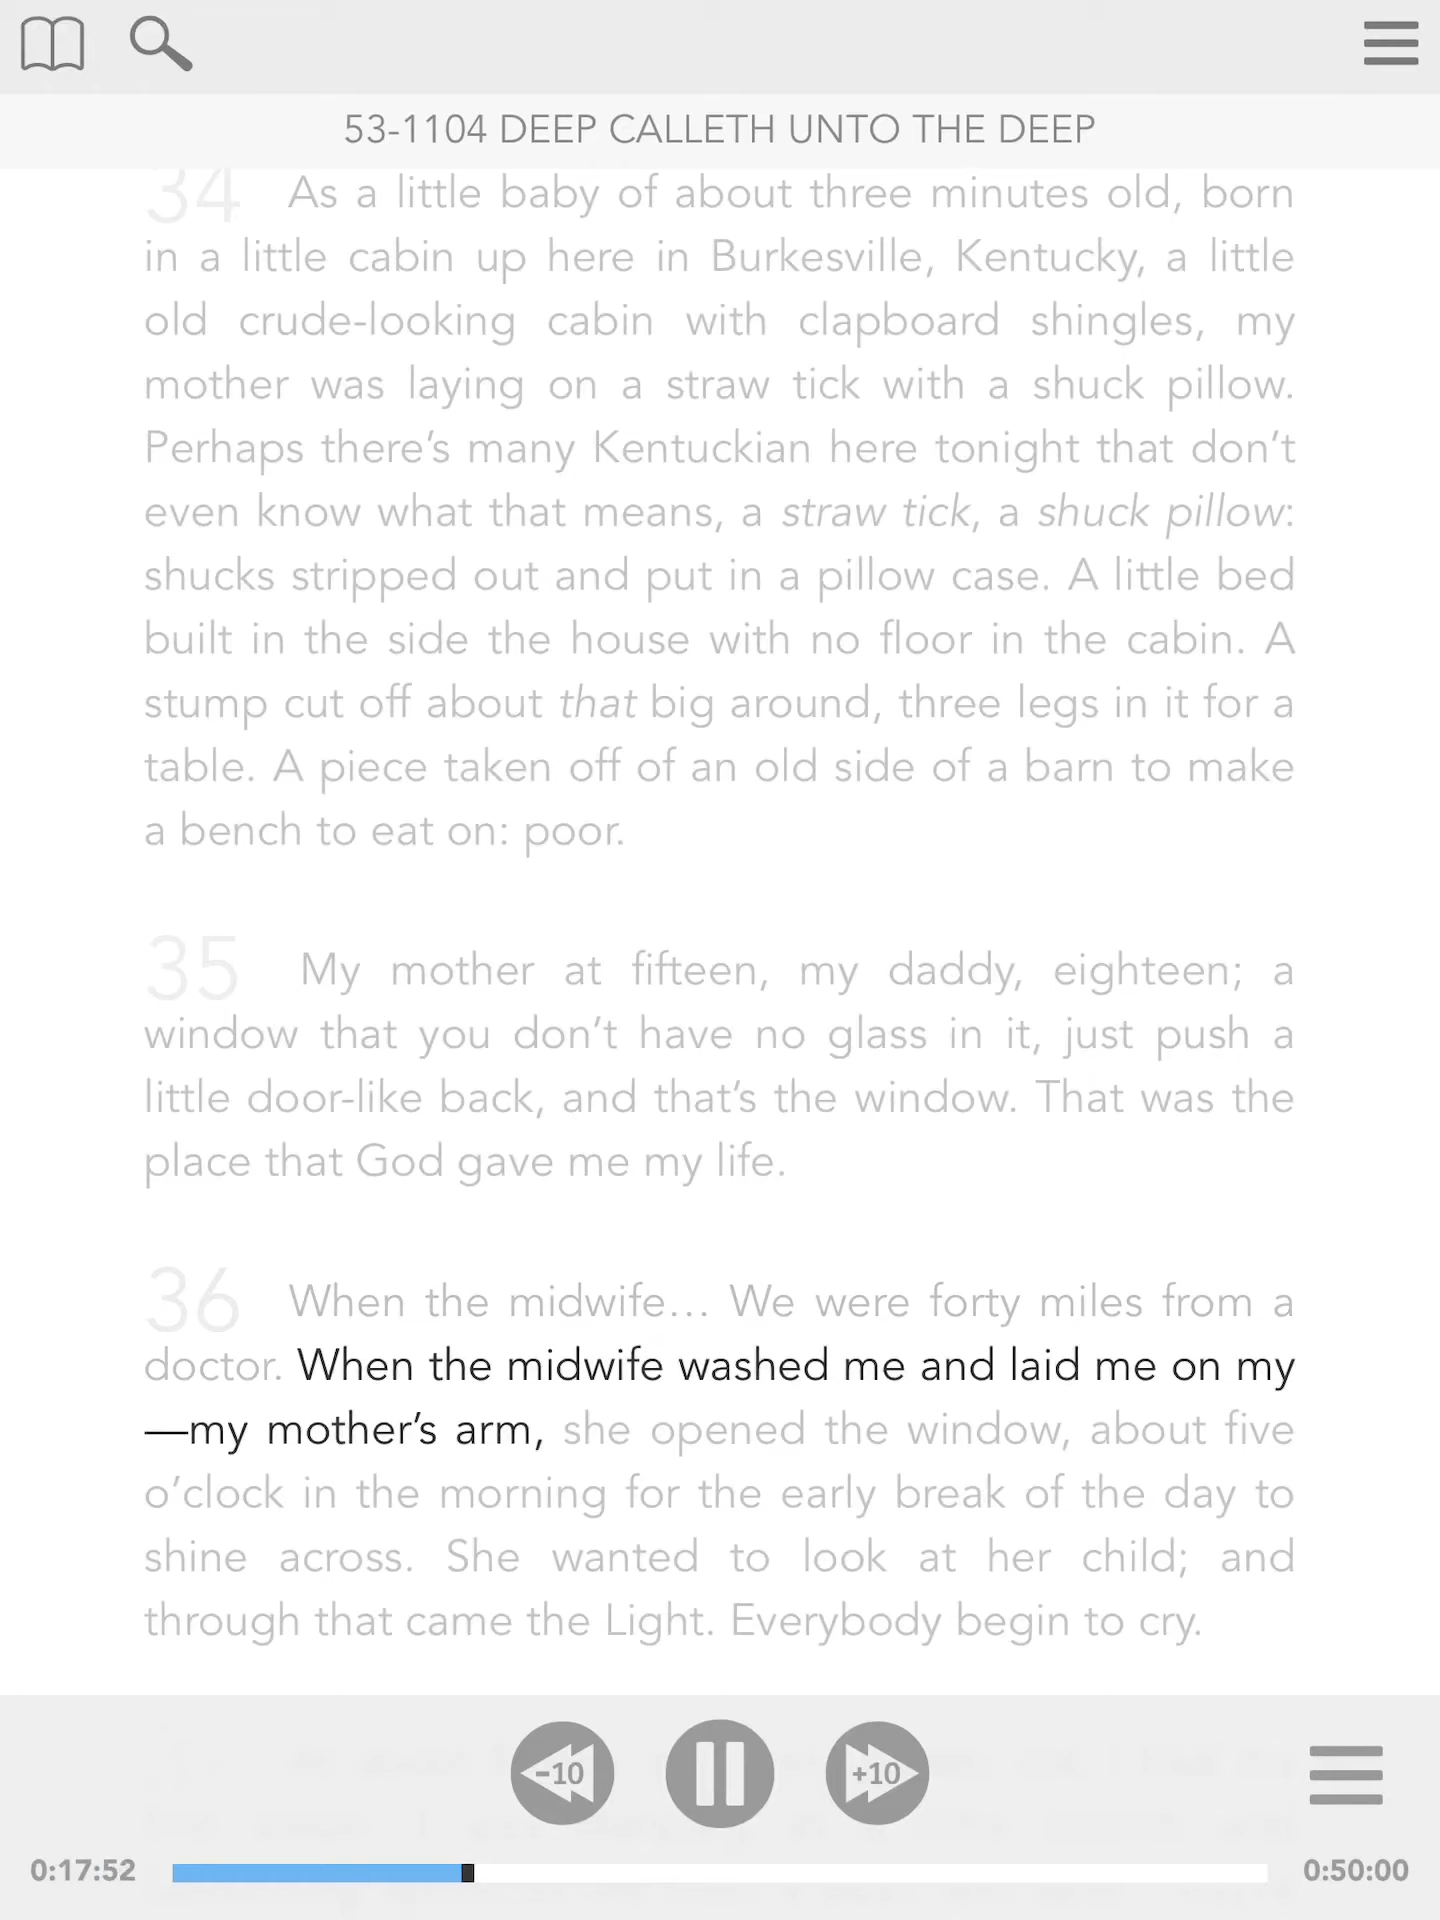 53-1104 DEEP CALLETH UNTO THE DEEP
34 As a little baby of about three minutes old, born
in a little cabin up here in Burkesville, Kentucky, a little
old crude-looking cabin with clapboard shingles, my
mother was laying on a straw tick with a shuck pillow.
Perhaps there’s many Kentuckian here tonight that don’t
even know what that means, a straw tick, a shuck pillow:
shucks stripped out and put in a pillow case. A little bed
built in the side the house with no floor in the cabin. A
stump cut off about that big around, three legs in it for a
table. A piece taken off of an old side of a barn to make
a bench to eat on: poor.
35 My mother at fifteen, my daddy, eighteen; a
window that you don’t have no glass in it, just push a
little door-like back, and that’s the window. That was the
place that God gave me my life.
36 When the midwife… We were forty miles from a
doctor. When the midwife washed me and laid me on my
—my mother’s arm, she opened the window, about five
o’clock in the morning for the early break of the day to
shine across. She wanted to look at her child; and
through that came the Light. Everybody begin to cry.
-10 +10
0:17:52 0:50:00